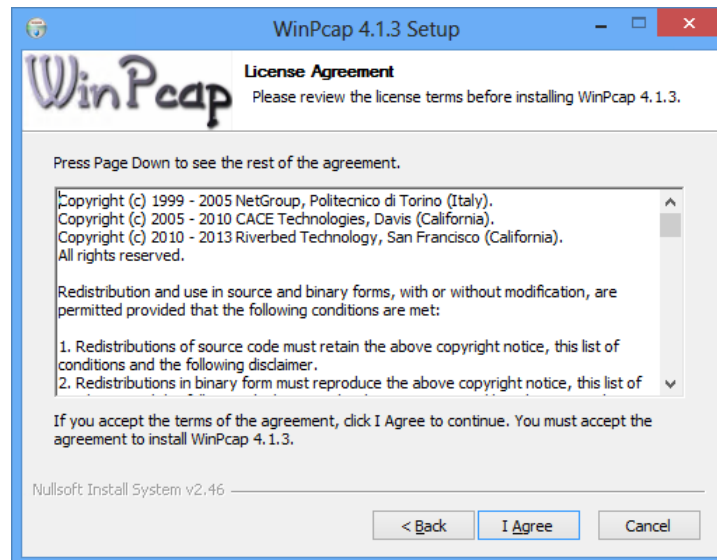 WinPcap 4.1.3 Setup
WinPcap
License Agreement
Please review the license terms before installing WinPcap 4.1.3.
Press Page Down to see the rest of the agreement.
Copyright (c) 1999 - 2005 NetGroup, Politecnico di Torino (Italy).
Copyright (c) 2005 - 2010 CACE Technologies, Davis (California).
Copyright (c) 2010 - 2013 Riverbed Technology, San Francisco (California).
All rights reserved.
Redistribution and use in source and binary forms, with or without modification, are
permitted provided that the following conditions are met:
1. Redistributions of source code must retain the above copyright notice, this list of
conditions and the following disclaimer.
2. Redistributions in binary form must reproduce the above copyright notice, this list of
If you accept the terms of the agreement, click I Agree to continue. You must accept the
agreement to install WinPcap 4.1.3.
Nullsoft Install System v2.46
< Back
I Agree
Cancel